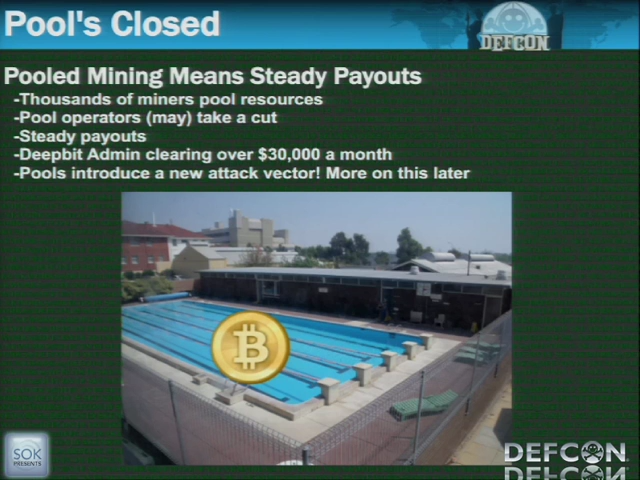 Pool's Closed
DEFCON
Pooled Mining Means Steady Payouts
-Thousands of miners pool resources
-Pool operators (may) take a cut
-Steady payouts
-Deepbit Admin clearing over $30,000 a month
-Pools introduce a new attack vector! More on this later
B
SOK
PRESENTS
DEFCON